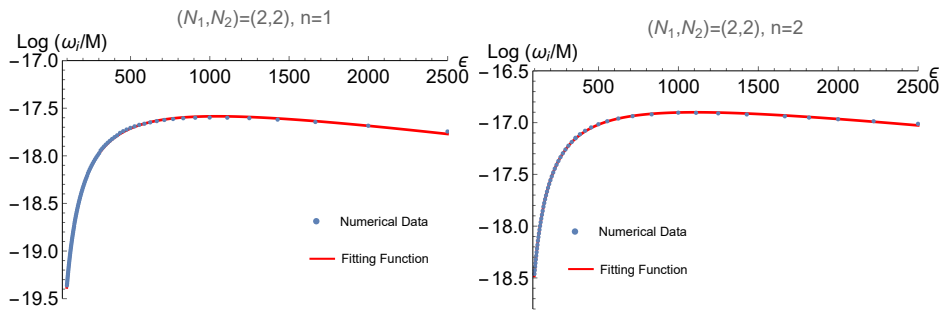 (N1,N2)=(2,2), n=1
Log (ωi/M)
-17.0
500 1000 1500 2000 2500
ϵ
-17.5
-18.0
-18.5
-19.0
-19.5
Numerical Data
Fitting Function
(N1,N2)=(2,2), n=2
Log (ωi/M)
-16.5
500 1000 1500 2000 2500
ϵ
-17.0
-17.5
-18.0
-18.5
Numerical Data
Fitting Function